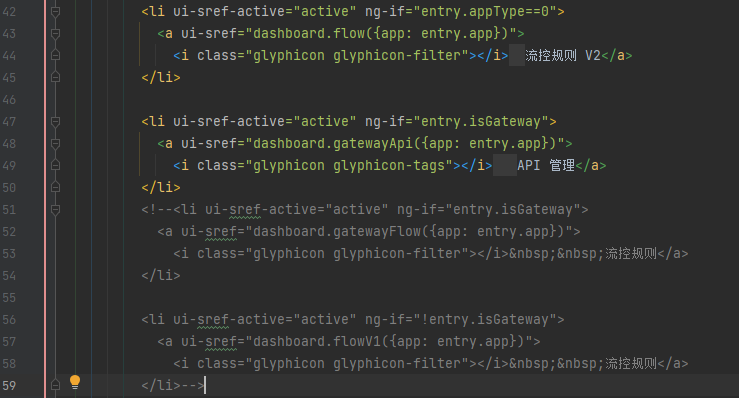 42 <li ui-sref-active="active" ng-if="entry.appType==0">
43 <a ui-sref="dashboard.flow({app: entry.app})">
44 <i class="glyphicon glyphicon-filter"></i>  流控规则 V2</a>
45 </li>
46
47 <li ui-sref-active="active" ng-if="entry.isGateway">
48 <a ui-sref="dashboard.gatewayApi({app: entry.app})">
49 <i class="glyphicon glyphicon-tags"></i>   API 管理</a>
50 </li>
51 <!--<li ui-sref-active="active" ng-if="entry.isGateway">
52 <a ui-sref="dashboard.gatewayFlow({app: entry.app})">
53 <i class="glyphicon glyphicon-filter"></i>&nbsp;&nbsp;流控规则</a>
54 </li>
55
56 <li ui-sref-active="active" ng-if="!entry.isGateway">
57 <a ui-sref="dashboard.flowV1({app: entry.app})">
58 <i class="glyphicon glyphicon-filter"></i>&nbsp;&nbsp;流控规则</a>
59 </li>-->